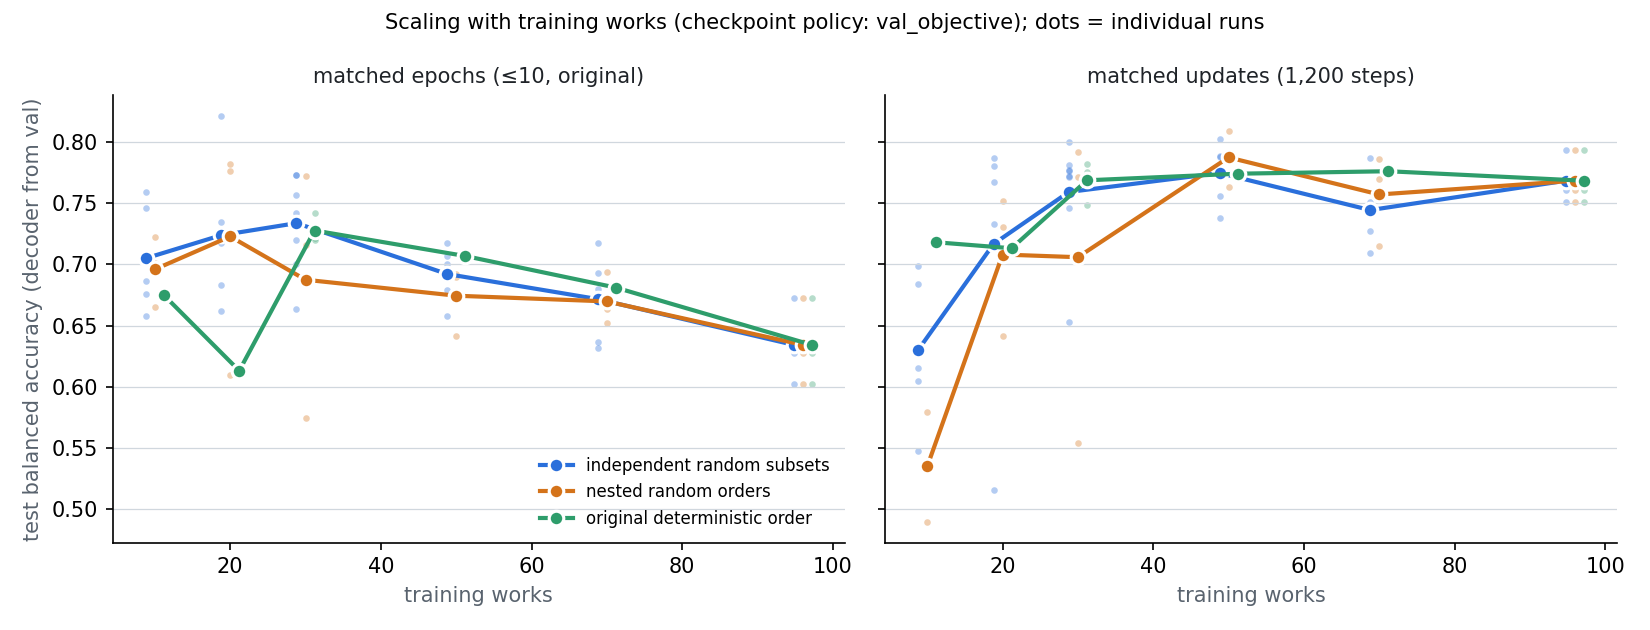 Scaling with training works (checkpoint policy: val_objective); dots = individual runs
matched epochs (≤10, original)
matched updates (1,200 steps)
test balanced accuracy (decoder from val)
0.80
0.75
0.70
0.65
0.60
0.55
0.50
independent random subsets
nested random orders
original deterministic order
20 40 60 80 100
20 40 60 80 100
training works
training works